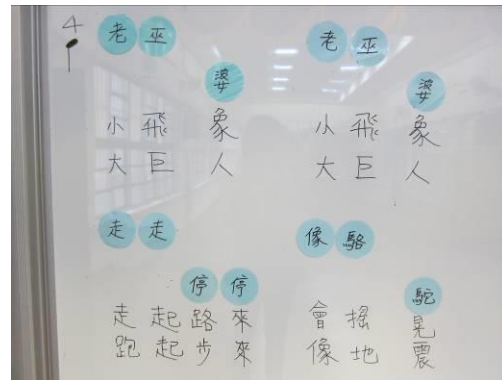 4
老 巫 老 巫
婆 婆
小 飛 象 小 飛 象
大 巨 人 大 巨 人
走 走 像 駱
停 停 駝
走 起 路 來 會 搖 晃
跑 起 步 來 像 地 震